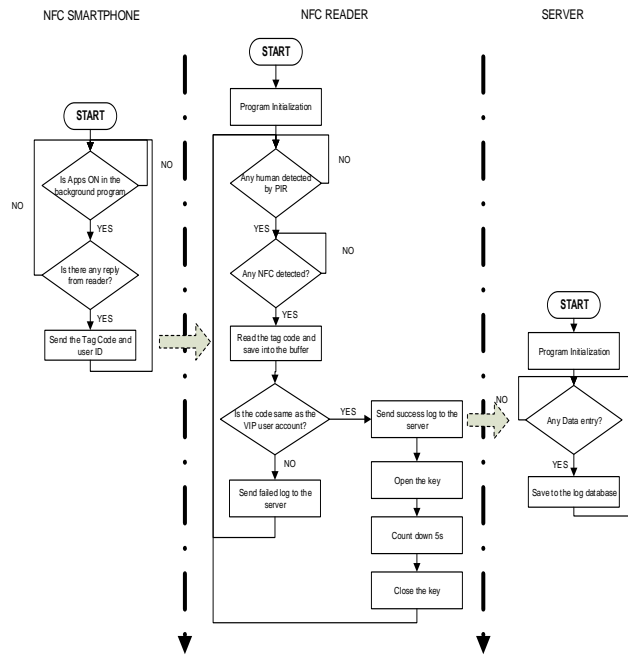 NFC SMARTPHONE
START
Is Apps ON in the
background program
NO
YES
NO
Is there any reply
from reader?
YES
Send the Tag Code and
user ID
NFC READER
START
Program Initialization
Any human detected
by PIR
NO
YES
Any NFC detected?
NO
YES
Read the tag code and
save into the buffer
Is the code same as the
VIP user account?
YES
NO
Send failed log to the
server
Send success log to the
server
Open the key
Count down 5s
Close the key
SERVER
START
Program Initialization
NO
Any Data entry?
YES
Save to the log database